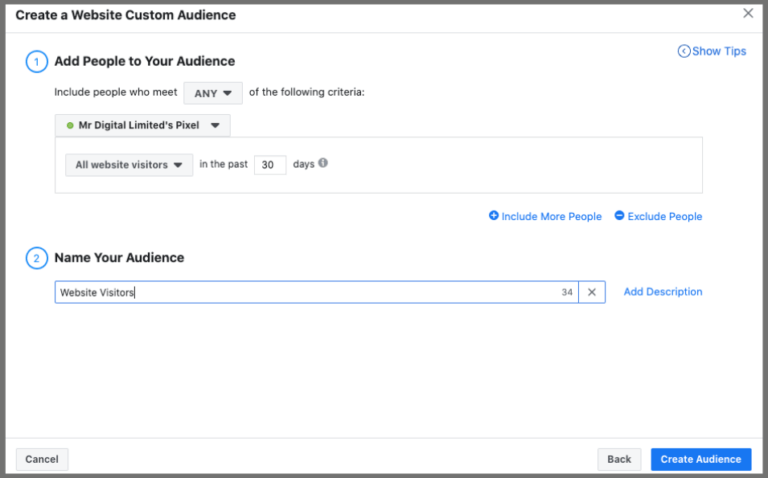 Create a Website Custom Audience
Show Tips
1 Add People to Your Audience
Include people who meet ANY of the following criteria:
Mr Digital Limited's Pixel
All website visitors in the past 30 days
Include More People Exclude People
2 Name Your Audience
Website Visitors 34 Add Description
Cancel Back Create Audience